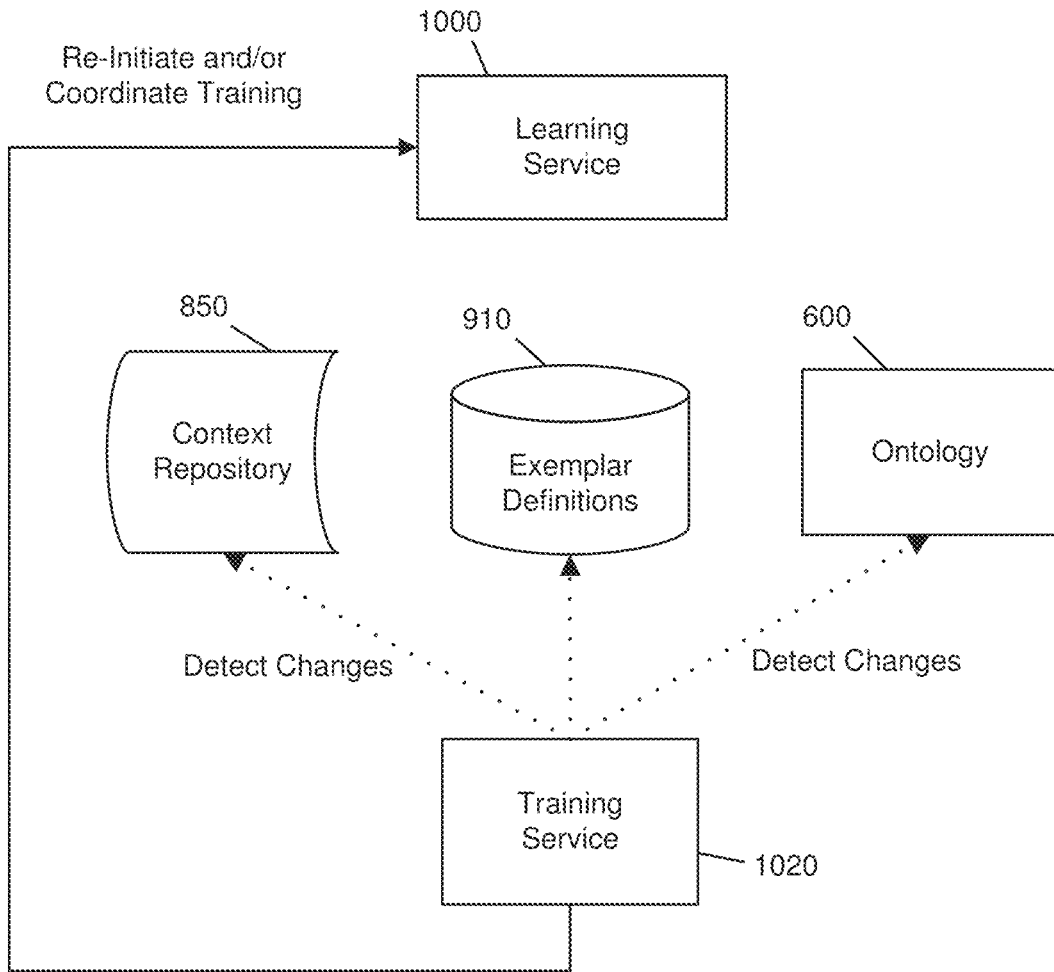 1000
Re-Initiate and/or
Coordinate Training
Learning
Service
850
910
600
Context
Repository
Exemplar
Definitions
Ontology
Detect Changes
Detect Changes
Training
Service
1020